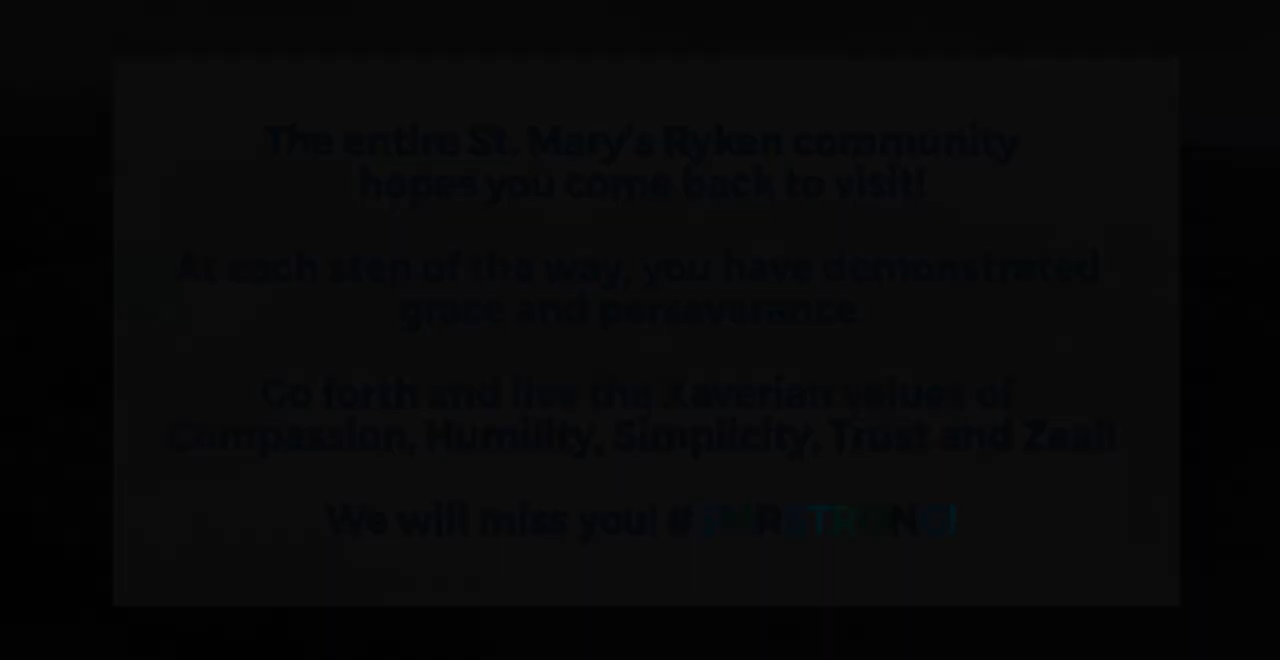 The entire St. Mary's Ryken community
hopes you come back to visit!
At each step of the way, you have demonstrated
grace and perseverance
Go forth and live the Xaverian values of
Compassion, Humility, Simplicity, Trust and Zeal!
We will miss you! #SMRSTRONG!